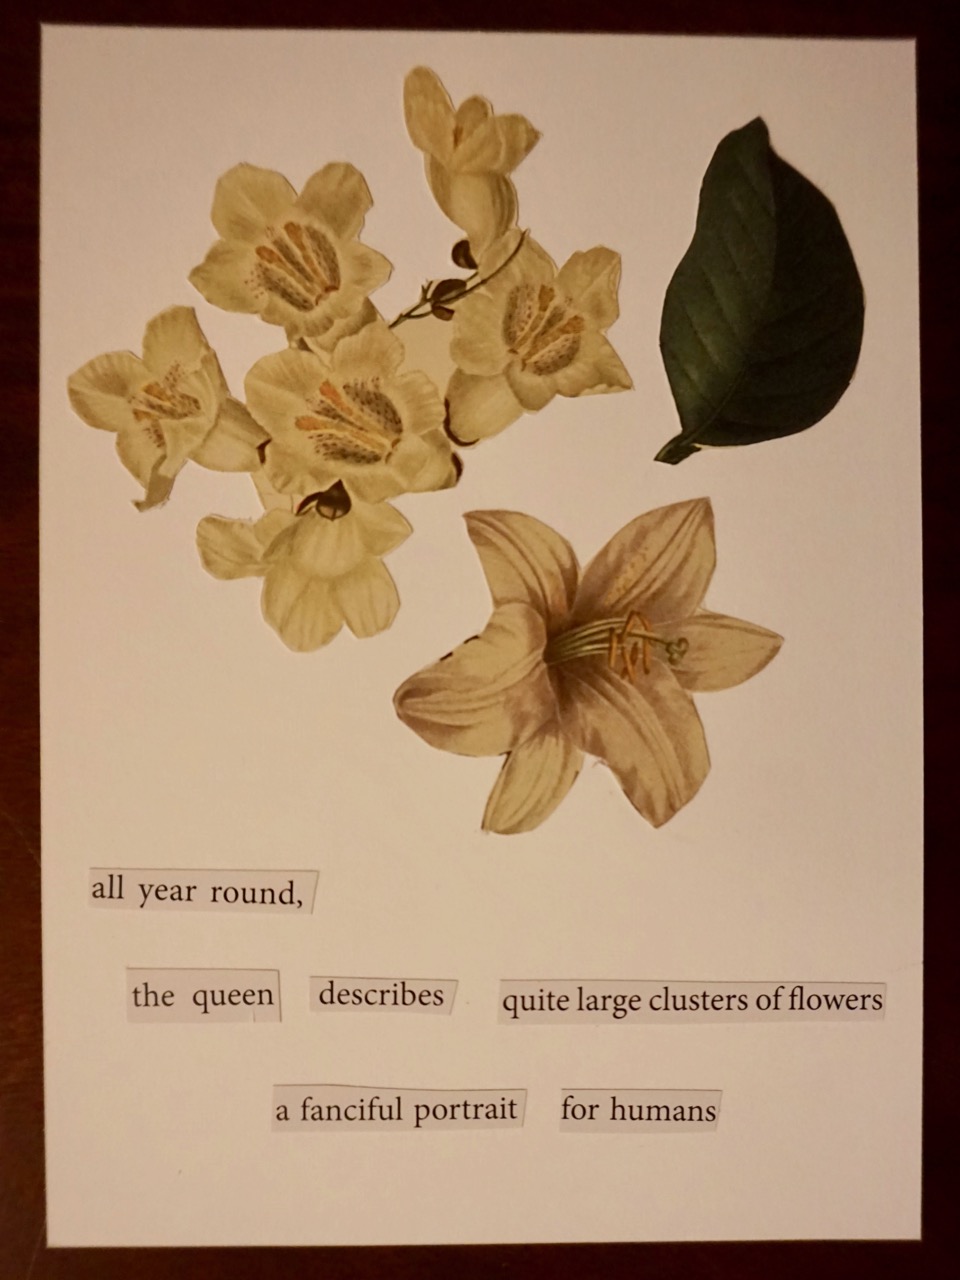 all year round,
the queen describes quite large clusters of flowers
a fanciful portrait for humans